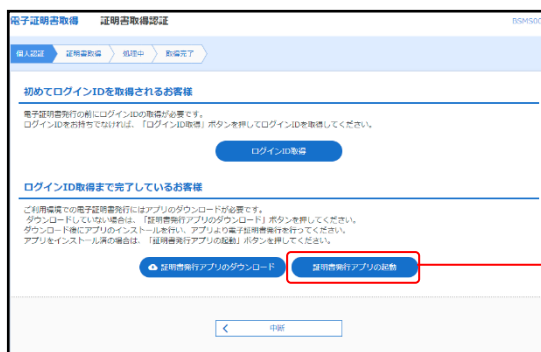 電子証明書取得　証明書取得認証
BSMS00
個人認証
証明書取得
処理中
取得完了
初めてログインIDを取得されるお客様
電子証明書発行の前にログインIDの取得が必要です。
ログインIDをお持ちでなければ、「ログインID取得」ボタンを押してログインIDを取得してください。
ログインID取得
ログインID取得まで完了しているお客様
ご利用環境での電子証明書発行にはアプリのダウンロードが必要です。
ダウンロードしていない場合は、「証明書発行アプリのダウンロード」ボタンを押してください。
ダウンロード後にアプリのインストールを行い、アプリより電子証明書発行を行ってください。
アプリをインストール済の場合は、「証明書発行アプリの起動」ボタンを押してください。
証明書発行アプリのダウンロード
証明書発行アプリの起動
中断